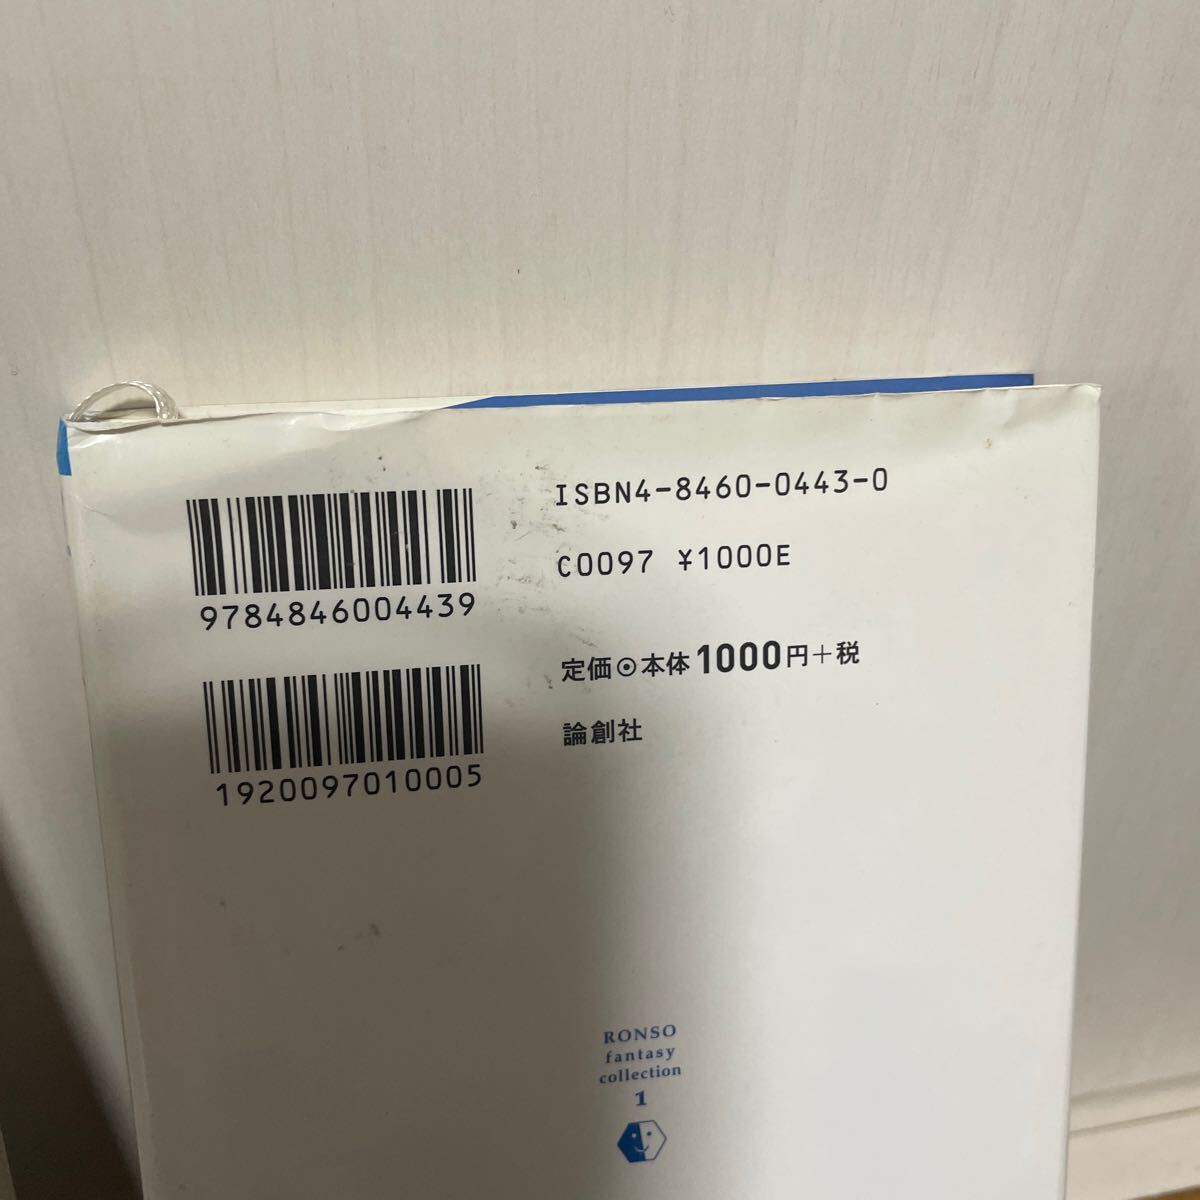 9784846004439
1920097010005
ISBN4-8460-0443-0
C0097 ¥1000E
定価⊙本体1000円+税
論創社
RONSO
fantasy
collection
1